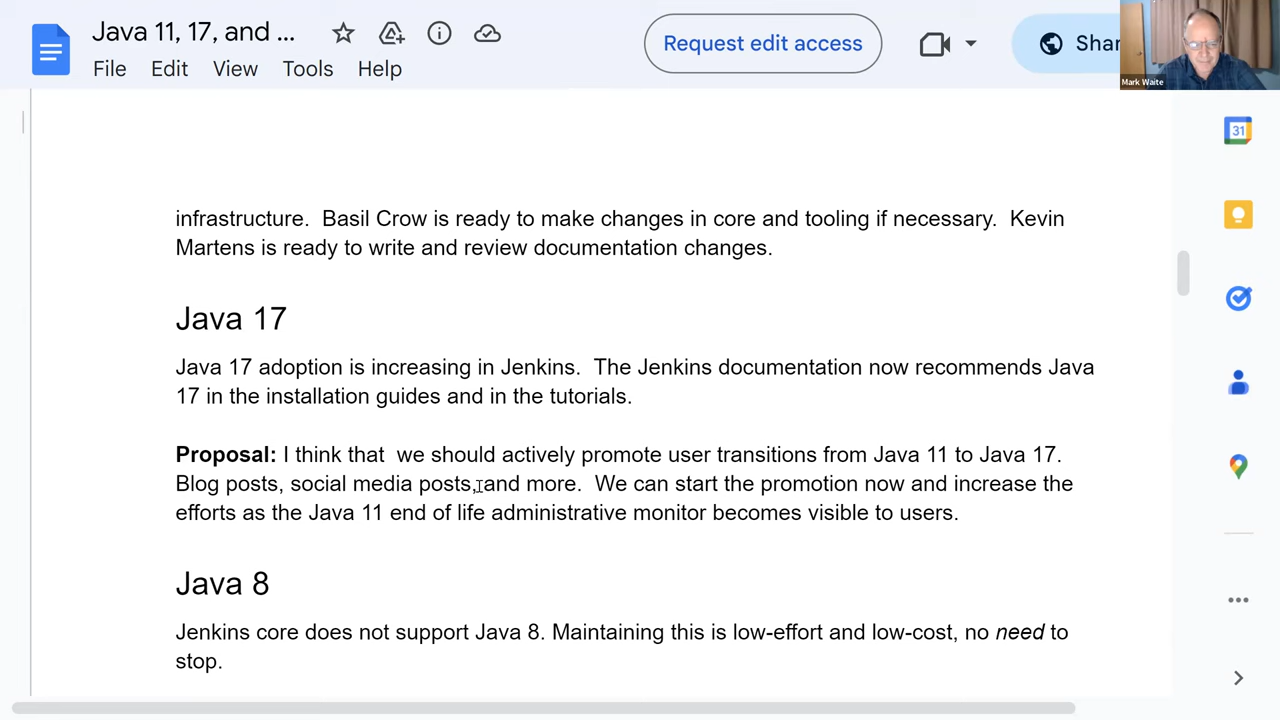 Java 11, 17, and ...
Request edit access
Shar
File Edit View Tools Help
Mark Waite
31
infrastructure. Basil Crow is ready to make changes in core and tooling if necessary. Kevin
Martens is ready to write and review documentation changes.
Java 17
Java 17 adoption is increasing in Jenkins. The Jenkins documentation now recommends Java
17 in the installation guides and in the tutorials.
Proposal: I think that we should actively promote user transitions from Java 11 to Java 17.
Blog posts, social media posts, and more. We can start the promotion now and increase the
efforts as the Java 11 end of life administrative monitor becomes visible to users.
Java 8
Jenkins core does not support Java 8. Maintaining this is low-effort and low-cost, no need to
stop.